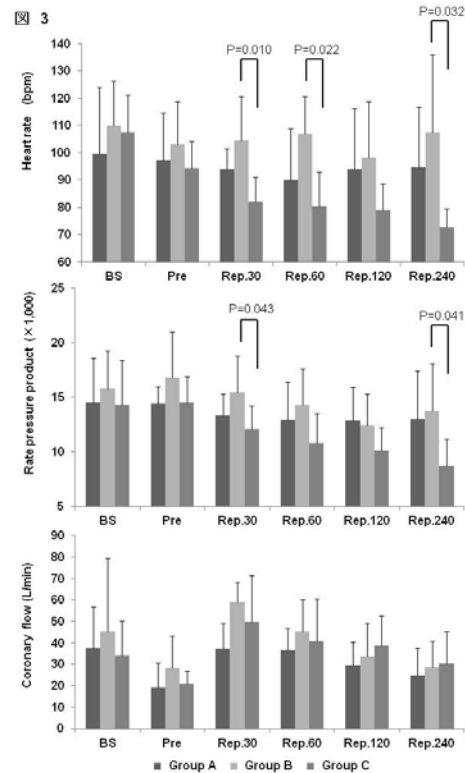 図 3
P=0.010
P=0.022
P=0.032
Heart rate (bpm)
140
130
120
110
100
90
80
70
60
BS Pre Rep.30 Rep.60 Rep.120 Rep.240
P=0.043
P=0.041
Rate pressure product (×1,000)
25
20
15
10
5
BS Pre Rep.30 Rep.60 Rep.120 Rep.240
Coronary flow (L/min)
90
80
70
60
50
40
30
20
10
0
BS Pre Rep.30 Rep.60 Rep.120 Rep.240
Group A Group B Group C